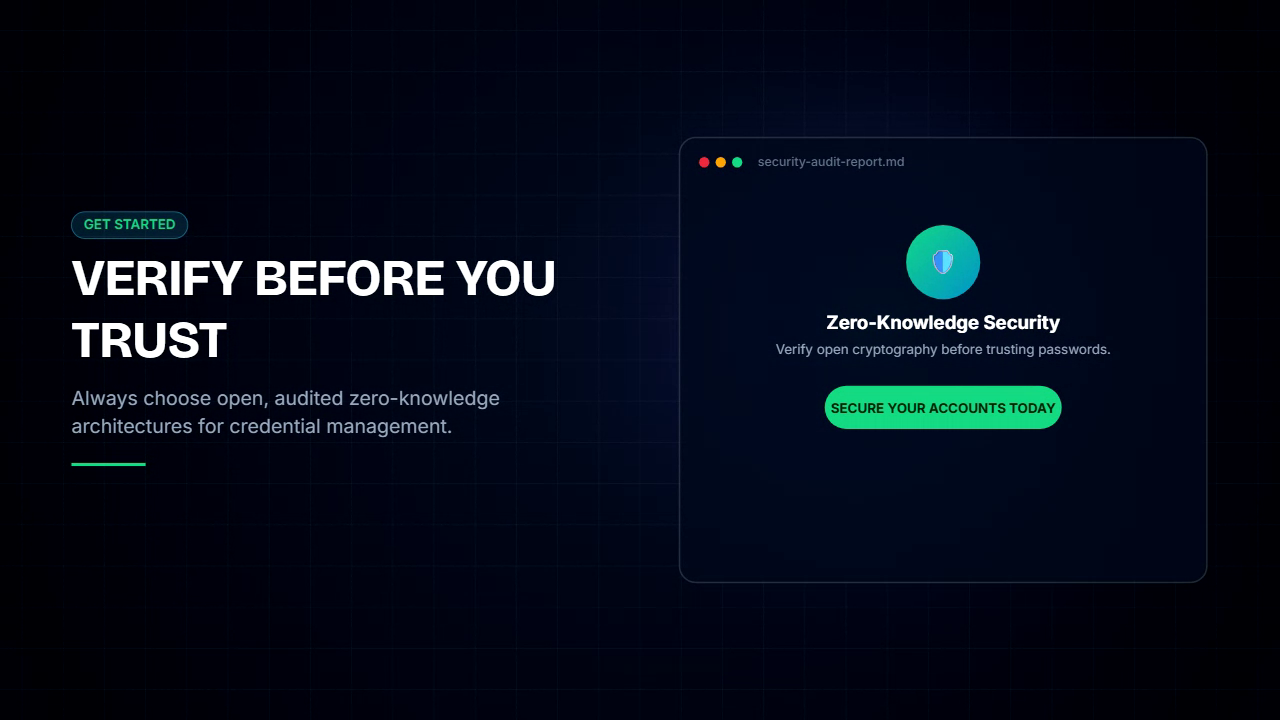 GET STARTED
VERIFY BEFORE YOU
TRUST
Always choose open, audited zero-knowledge
architectures for credential management.
security-audit-report.md
Zero-Knowledge Security
Verify open cryptography before trusting passwords.
SECURE YOUR ACCOUNTS TODAY